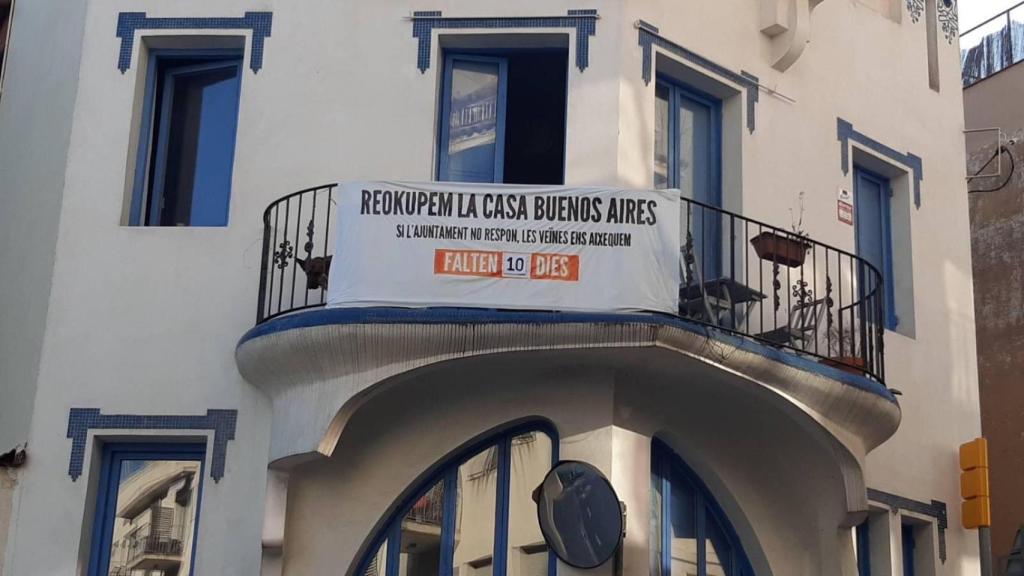 REOKUPEM LA CASA BUENOS AIRES
SI L'AJUNTAMENT NO RESPON, LES VEÏNES ENS AIXEQUEM
FALTEN 10 DIES